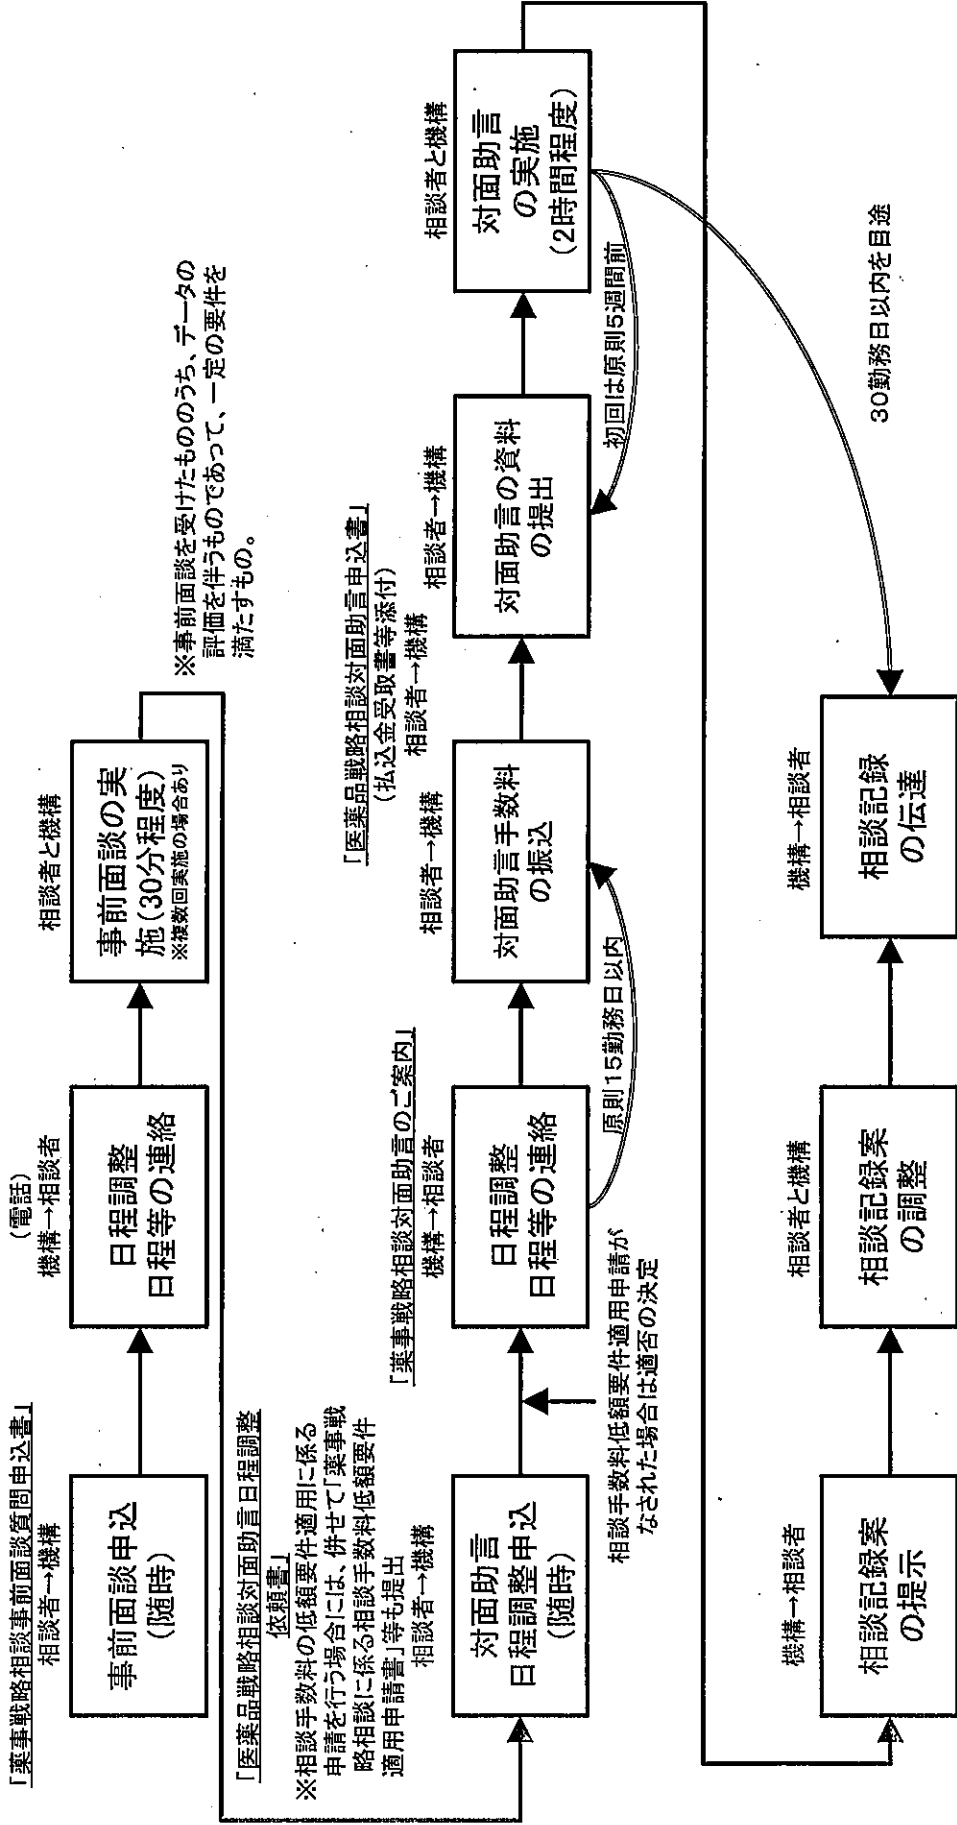 「薬事戦略相談事前面談質問申込書」
相談者→機構
事前面談申込
(随時)
(電話)
機構→相談者
日程調整
日程等の連絡
相談者と機構
事前面談の実
施(30分程度)
※複数回実施の場合あり
※事前面談を受けたもののうち、データの
評価を伴うものであって、一定の要件を
満たすもの。
「医薬品戦略相談対面助言日程調整
依頼書」
※相談手数料の低額要件適用に係る
申請を行う場合には、併せて「薬事戦
略相談に係る相談手数料低額要件
適用申請書」等も提出
相談者→機構
対面助言
日程調整申込
(随時)
相談手数料低額要件適用申請が
なされた場合は適否の決定
「薬事戦略相談対面助言のご案内」
機構→相談者
日程調整
日程等の連絡
原則15勤務日以内
相談者→機構
対面助言手数料
の振込
「医薬品戦略相談対面助言申込書」
(払込金受取書等添付)
相談者→機構
相談者→機構
対面助言の資料
の提出
初回は原則5週間前
相談者と機構
対面助言
の実施
(2時間程度)
機構→相談者
相談記録案
の提示
相談者と機構
相談記録案
の調整
機構→相談者
相談記録
の伝達
30勤務日以内を目途